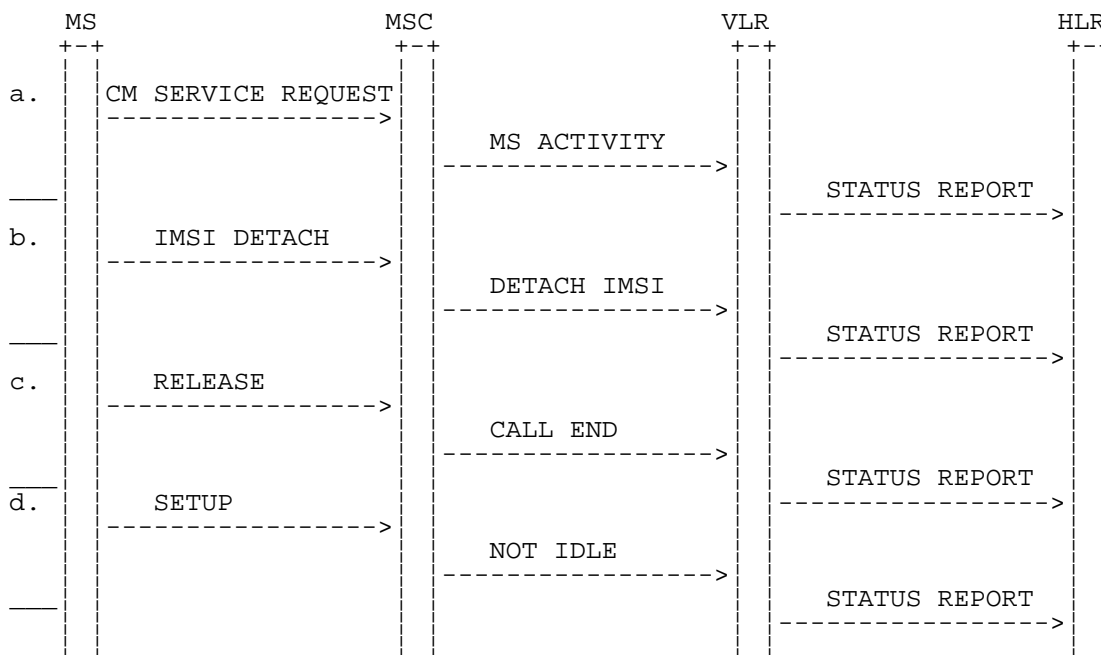 MS MSC VLR HLR
a. CM SERVICE REQUEST
MS ACTIVITY
STATUS REPORT
b. IMSI DETACH
DETACH IMSI
STATUS REPORT
c. RELEASE
CALL END
STATUS REPORT
d. SETUP
NOT IDLE
STATUS REPORT